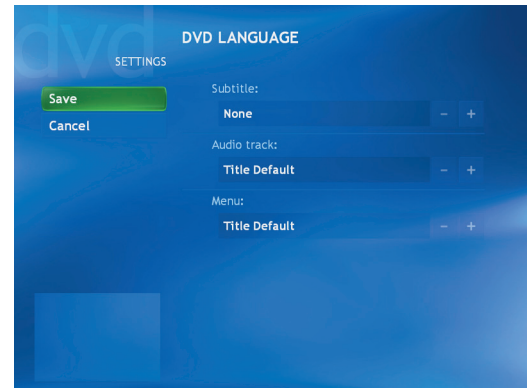 dvd
DVD LANGUAGE
SETTINGS
Save
Cancel
Subtitle:
None - +
Audio track:
Title Default - +
Menu:
Title Default - +